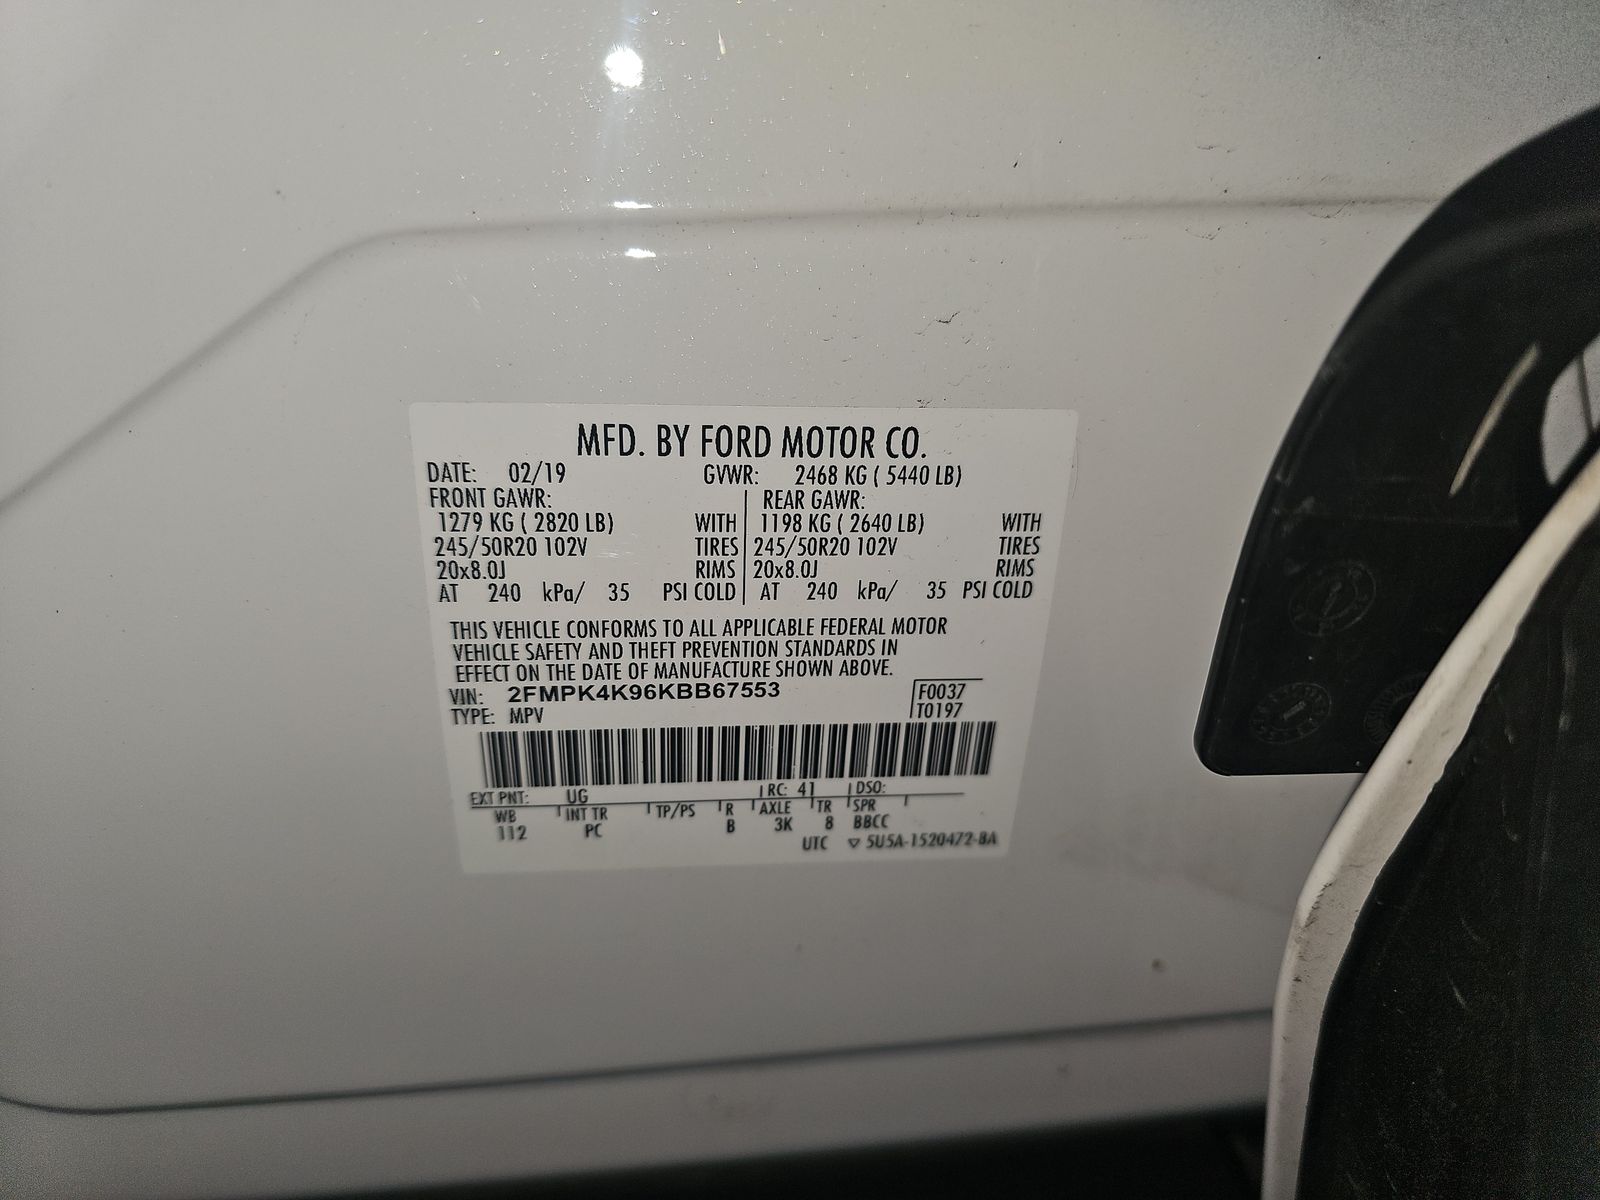 MFD. BY FORD MOTOR CO.
DATE: 02/19 GVWR: 2468 KG ( 5440 LB)
FRONT GAWR: REAR GAWR:
1279 KG ( 2820 LB) WITH 1198 KG ( 2640 LB) WITH
245/50R20 102V TIRES 245/50R20 102V TIRES
20x8.0J RIMS 20x8.0J RIMS
AT 240 kPa/ 35 PSI COLD AT 240 kPa/ 35 PSI COLD
THIS VEHICLE CONFORMS TO ALL APPLICABLE FEDERAL MOTOR
VEHICLE SAFETY AND THEFT PREVENTION STANDARDS IN
EFFECT ON THE DATE OF MANUFACTURE SHOWN ABOVE.
VIN: 2FMPK4K96KBB67553 F0037
TYPE: MPV T0197
EXT PNT: UG RC: 41 DSO:
WB INT TR TP/PS R AXLE TR SPR
112 PC B 3K 8 BBCC
UTC ▽ 5U5A-1520472-BA